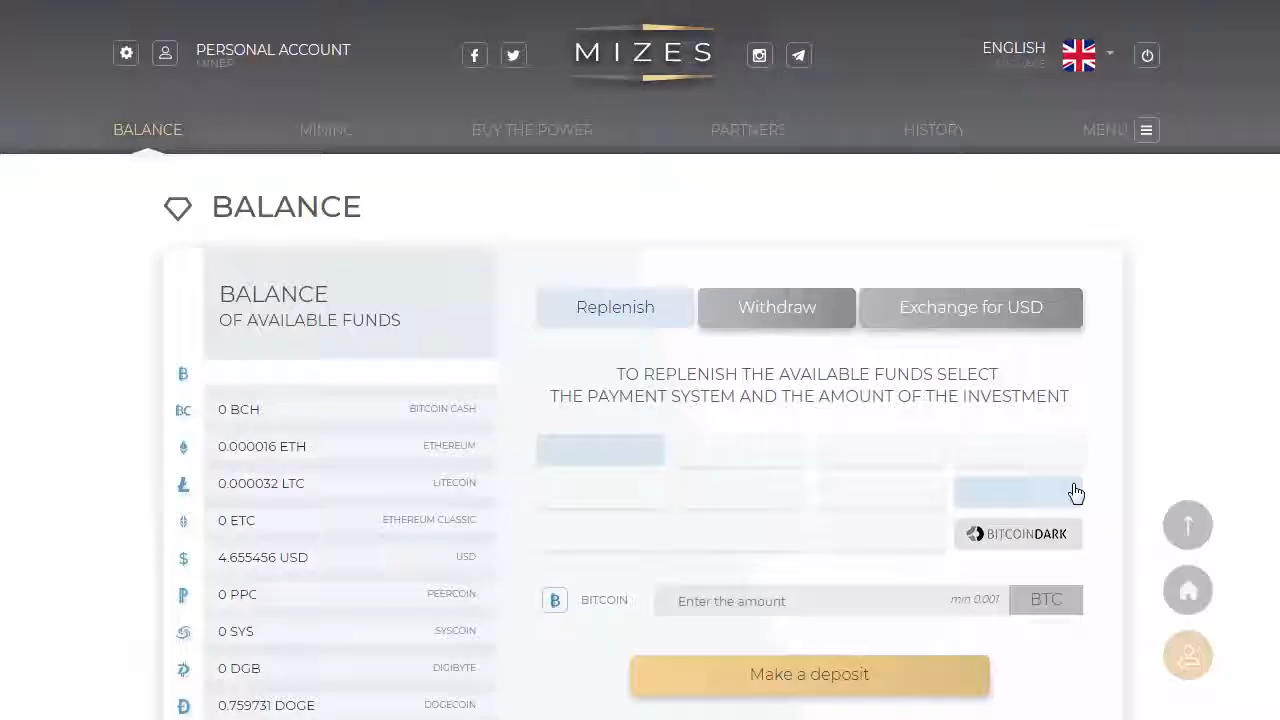 PERSONAL ACCOUNT
MINER
MIZES
ENGLISH
LANGUAGE
BALANCE
MINING
BUY THE POWER
PARTNERS
HISTORY
MENU
BALANCE
BALANCE
OF AVAILABLE FUNDS
0 BCH BITCOIN CASH
0.000016 ETH ETHEREUM
0.000032 LTC LITECOIN
0 ETC ETHEREUM CLASSIC
4.655456 USD USD
0 PPC PEERCOIN
0 SYS SYSCOIN
0 DGB DIGIBYTE
0.759731 DOGE DOGECOIN
Replenish
Withdraw
Exchange for USD
TO REPLENISH THE AVAILABLE FUNDS SELECT
THE PAYMENT SYSTEM AND THE AMOUNT OF THE INVESTMENT
BITCOINDARK
BITCOIN
Enter the amount
min 0.001
BTC
Make a deposit